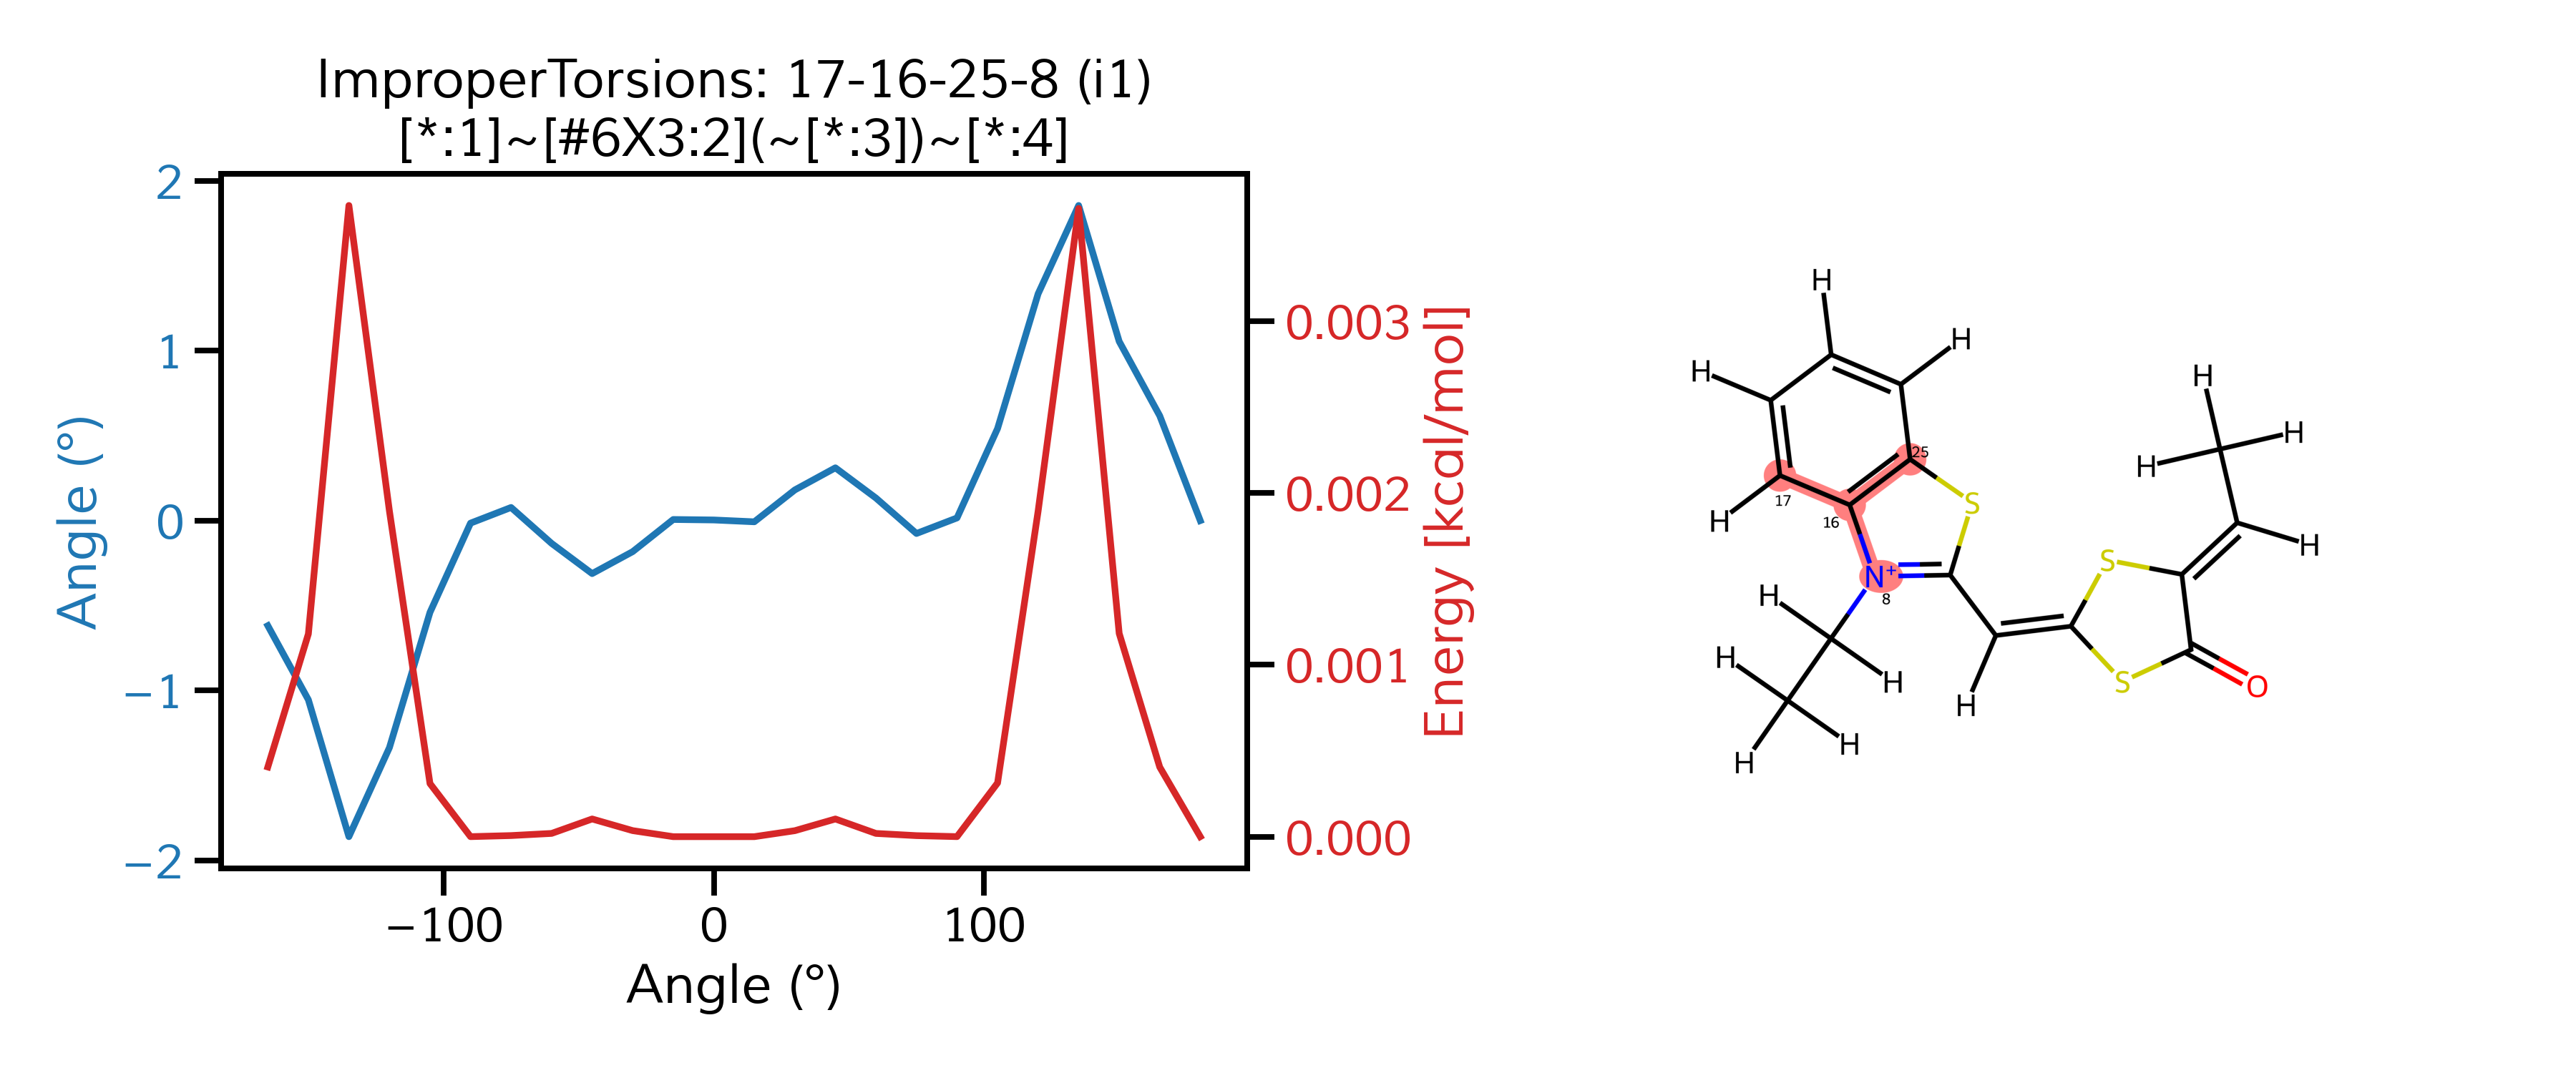 ImproperTorsions: 17-16-25-8 (i1)
[*:1]~[#6X3:2](~[*:3])~[*:4]
2
1
0
−1
−2
Angle (°)
−100
0
100
Angle (°)
0.003
0.002
0.001
0.000
Energy [kcal/mol]
H
H
H
H
H
H
H
25
17
S
16
H
S
H
N+
8
H
H
H
S
H
O
H
H